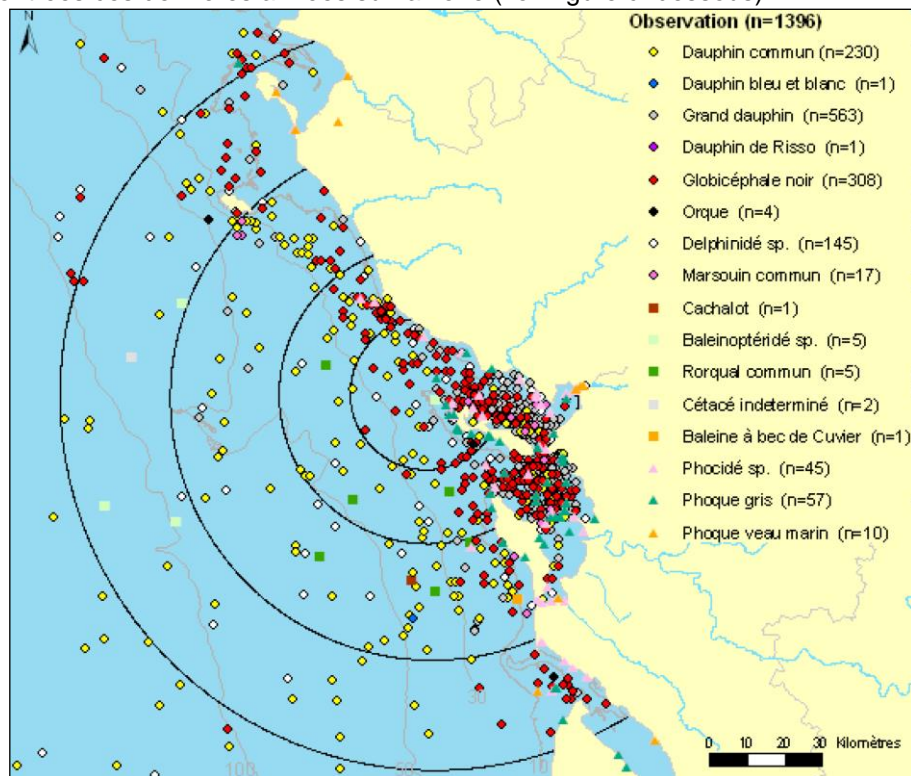 Observation (n=1396)
Dauphin commun (n=230)
Dauphin bleu et blanc (n=1)
Grand dauphin (n=563)
Dauphin de Risso (n=1)
Globicéphale noir (n=308)
Orque (n=4)
Delphinidé sp. (n=145)
Marsouin commun (n=17)
Cachalot (n=1)
Baleinoptéridé sp. (n=5)
Rorqual commun (n=5)
Cétacé indeterminé (n=2)
Baleine à bec de Cuvier (n=1)
Phocidé sp. (n=45)
Phoque gris (n=57)
Phoque veau marin (n=10)
N
30
100
0 10 20 30 Kilomètres